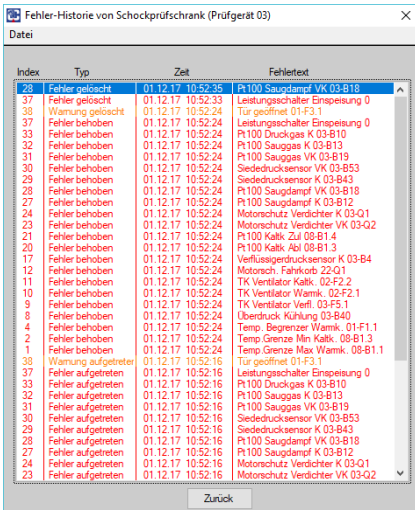 Fehler-Historie von Schockprüfschrank (Prüfgerät 03)
Datei
Index Typ Zeit Fehlertext
28 Fehler gelöscht 01.12.17 10:52:35 Pt100 Saugdampf VK 03-B18
37 Fehler gelöscht 01.12.17 10:52:33 Leistungsschalter Einspeisung 0
38 Warnung gelöscht 01.12.17 10:52:24 Tür geöffnet 01-F3.1
37 Fehler behoben 01.12.17 10:52:24 Leistungsschalter Einspeisung 0
33 Fehler behoben 01.12.17 10:52:24 Pt100 Druckgas K 03-B10
32 Fehler behoben 01.12.17 10:52:24 Pt100 Sauggas K 03-B13
31 Fehler behoben 01.12.17 10:52:24 Pt100 Sauggas VK 03-B19
30 Fehler behoben 01.12.17 10:52:24 Siededrucksensor VK 03-B53
29 Fehler behoben 01.12.17 10:52:24 Siededrucksensor K 03-B43
28 Fehler behoben 01.12.17 10:52:24 Pt100 Saugdampf VK 03-B18
27 Fehler behoben 01.12.17 10:52:24 Pt100 Saugdampf K 03-B12
24 Fehler behoben 01.12.17 10:52:24 Motorschutz Verdichter K 03-Q1
23 Fehler behoben 01.12.17 10:52:24 Motorschutz Verdichter VK 03-Q2
21 Fehler behoben 01.12.17 10:52:24 Pt100 Kaltk Zul 08-B1.4
20 Fehler behoben 01.12.17 10:52:24 Pt100 Kaltk Abl 08-B1.3
17 Fehler behoben 01.12.17 10:52:24 Verflüssigerdrucksensor K 03-B4
12 Fehler behoben 01.12.17 10:52:24 Motorsch. Fahrkorb 22-Q1
11 Fehler behoben 01.12.17 10:52:24 TK Ventilator Kaltk. 02-F2.2
10 Fehler behoben 01.12.17 10:52:24 TK Ventilator Warmk. 02-F2.1
9 Fehler behoben 01.12.17 10:52:24 TK Ventilator Verfl. 03-F5.1
8 Fehler behoben 01.12.17 10:52:24 Überdruck Kühlung 03-B40
4 Fehler behoben 01.12.17 10:52:24 Temp. Begrenzer Warmk. 01-F1.1
2 Fehler behoben 01.12.17 10:52:24 Temp.Grenze Min Kaltk. 08-B1.3
1 Fehler behoben 01.12.17 10:52:24 Temp.Grenze Max Warmk. 08-B1.1
38 Warnung aufgetreten 01.12.17 10:52:16 Tür geöffnet 01-F3.1
37 Fehler aufgetreten 01.12.17 10:52:16 Leistungsschalter Einspeisung 0
33 Fehler aufgetreten 01.12.17 10:52:16 Pt100 Druckgas K 03-B10
32 Fehler aufgetreten 01.12.17 10:52:16 Pt100 Sauggas K 03-B13
31 Fehler aufgetreten 01.12.17 10:52:16 Pt100 Sauggas VK 03-B19
30 Fehler aufgetreten 01.12.17 10:52:16 Siededrucksensor VK 03-B53
29 Fehler aufgetreten 01.12.17 10:52:16 Siededrucksensor K 03-B43
28 Fehler aufgetreten 01.12.17 10:52:16 Pt100 Saugdampf VK 03-B18
27 Fehler aufgetreten 01.12.17 10:52:16 Pt100 Saugdampf K 03-B12
24 Fehler aufgetreten 01.12.17 10:52:16 Motorschutz Verdichter K 03-Q1
23 Fehler aufgetreten 01.12.17 10:52:16 Motorschutz Verdichter VK 03-Q2
Zurück